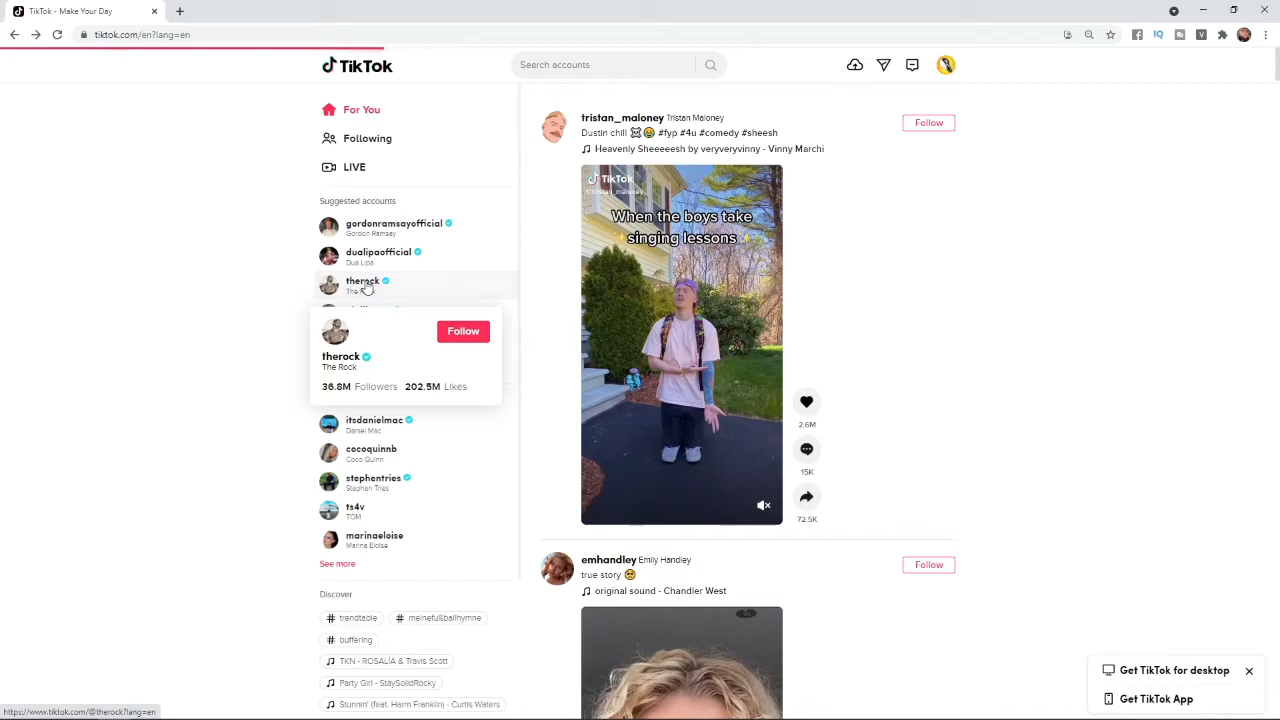 TikTok - Make Your Day
tiktok.com/en?lang=en
TikTok
Search accounts
For You
Following
LIVE
Suggested accounts
gordonramsayofficial
Gordon Ramsay
dualipaofficial
Dua Lipa
therock
Follow
therock
The Rock
36.8M Followers 202.5M Likes
itsdanielmac
Daniel Mac
cocoquinnb
Coco Quinn
stephentries
Stephen Tries
ts4v
TOM
marinaeloise
Marina Eloise
See more
Discover
# trendtable
# meinefußballhymne
# buffering
TKN - ROSALÍA & Travis Scott
Party Girl - StaySolidRocky
Stunnin' (feat. Harm Franklin) - Curtis Waters
tristan_maloney Tristan Maloney
Follow
Dustin chill #fyp #4u #comedy #sheesh
Heavenly Sheeeeesh by veryveryvinny - Vinny Marchi
TikTok
@tristan_maloney
When the boys take
singing lessons
2.6M
15K
72.5K
emhandley Emily Handley
Follow
true story
original sound - Chandler West
Get TikTok for desktop
Get TikTok App
https://www.tiktok.com/@therock?lang=en